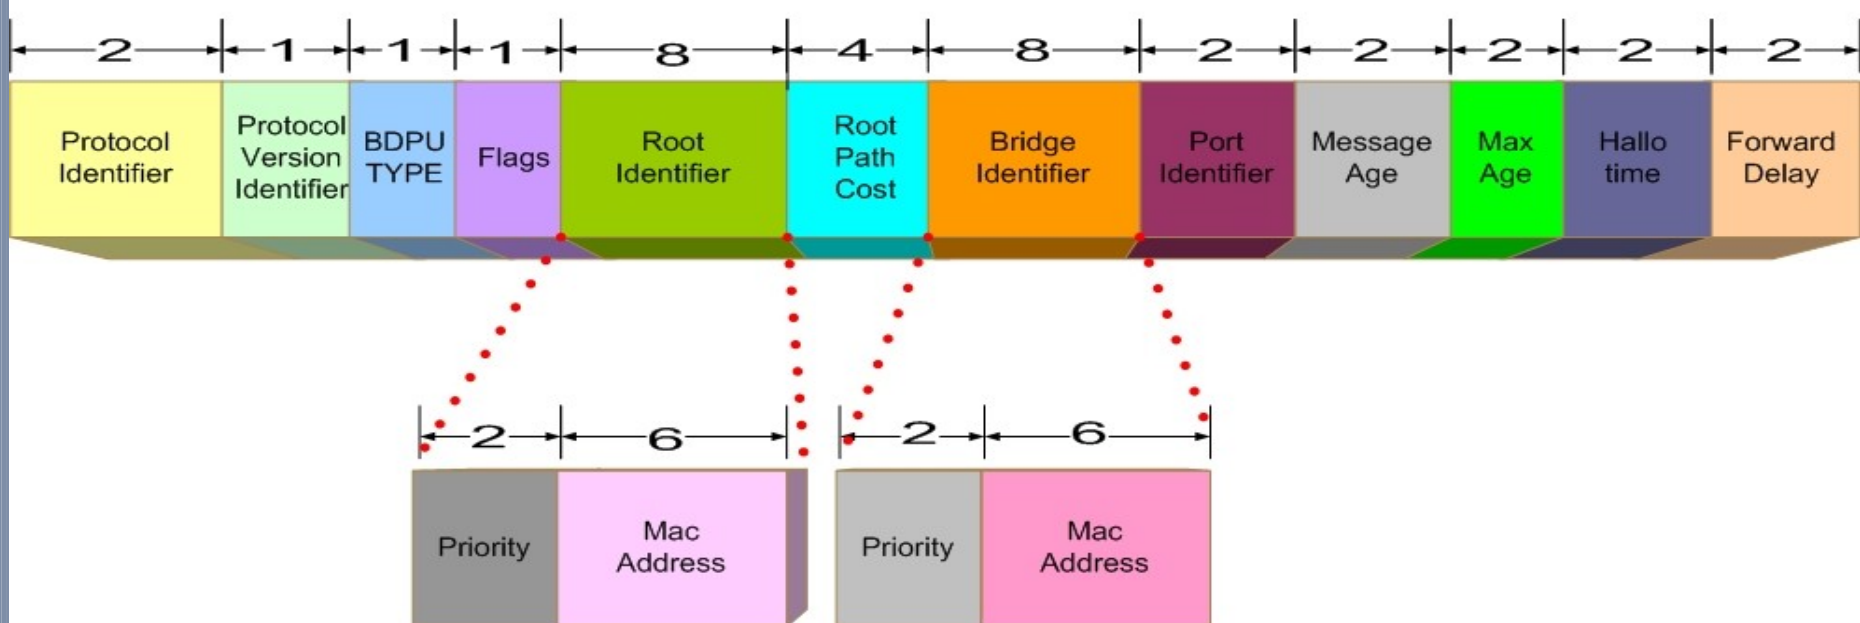 2 1 1 1 8 4 8 2 2 2 2 2
Protocol
Identifier
Protocol
Version
Identifier
BDPU
TYPE
Flags
Root
Identifier
Root
Path
Cost
Bridge
Identifier
Port
Identifier
Message
Age
Max
Age
Hallo
time
Forward
Delay
2 6 2 6
Priority
Mac
Address
Priority
Mac
Address